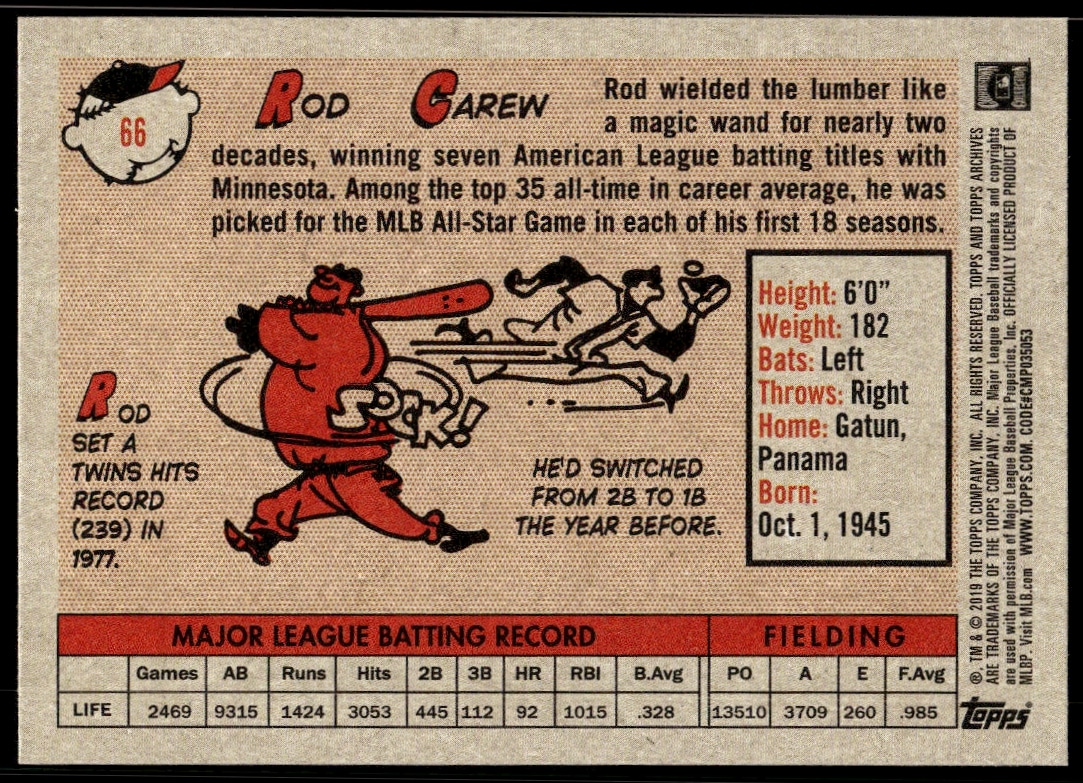 66
ROD CAREW
Rod wielded the lumber like
a magic wand for nearly two
decades, winning seven American League batting titles with
Minnesota. Among the top 35 all-time in career average, he was
picked for the MLB All-Star Game in each of his first 18 seasons.
ROD
SET A
TWINS HITS
RECORD
(239) IN
1977.
POCK!
HE'D SWITCHED
FROM 2B TO 1B
THE YEAR BEFORE.
Height: 6'0"
Weight: 182
Bats: Left
Throws: Right
Home: Gatun,
Panama
Born:
Oct. 1, 1945
MAJOR LEAGUE BATTING RECORD FIELDING
Games AB Runs Hits 2B 3B HR RBI B.Avg PO A E F.Avg
LIFE 2469 9315 1424 3053 445 112 92 1015 .328 13510 3709 260 .985
®, TM & © 2019 THE TOPPS COMPANY, INC. ALL RIGHTS RESERVED. TOPPS AND TOPPS ARCHIVES
ARE TRADEMARKS OF THE TOPPS COMPANY, INC. Major League Baseball trademarks and copyrights
are used with permission of Major League Baseball Properties, Inc. OFFICIALLY LICENSED PRODUCT OF
MLBP. Visit MLB.com WWW.TOPPS.COM. CODE#CMP035053
Topps®